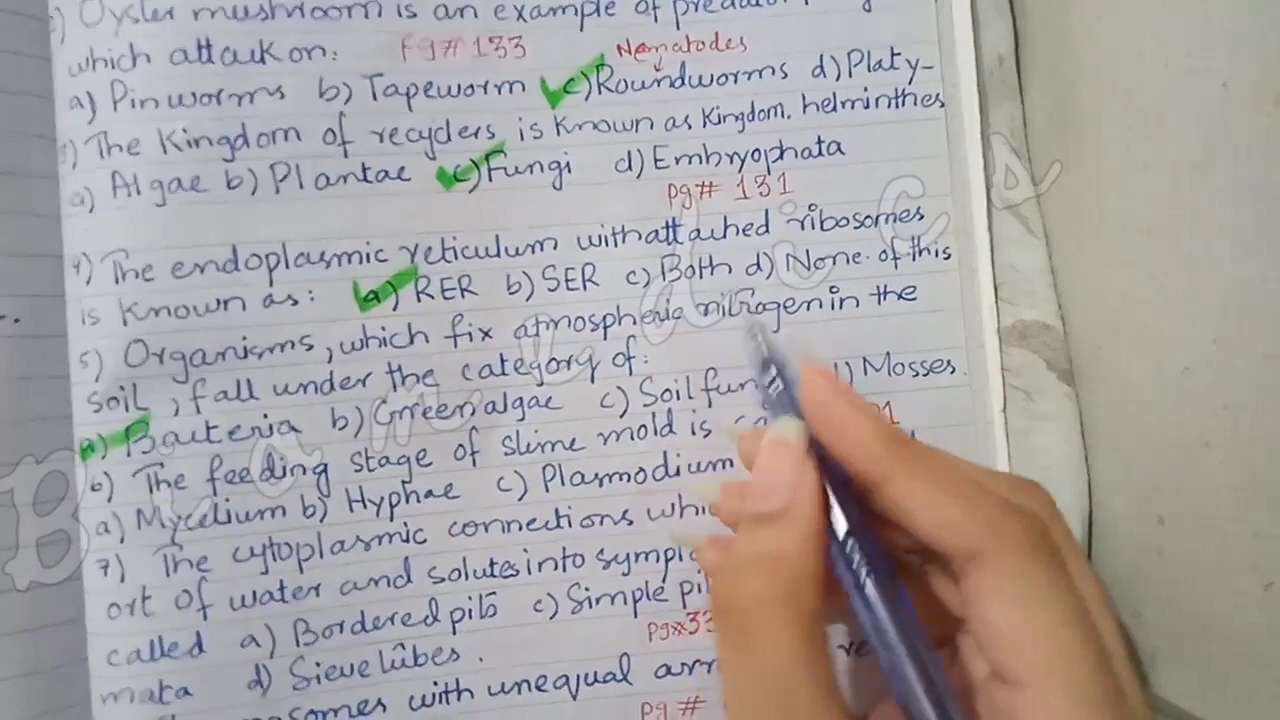 Oyster mushroom is an example of
which attack on: Pg# 133 Nematodes
a) Pinworms b) Tapeworm c) Roundworms d) Platy-
helminthes
3) The Kingdom of recyclers is known as Kingdom.
a) Algae b) Plantae c) Fungi d) Embryophata
pg# 131
4) The endoplasmic reticulum with attached ribosomes
is known as: a) RER b) SER c) Both d) None of this
5) Organisms, which fix atmospheric nitrogen in the
soil, fall under the category of:
a) Bacteria b) Green algae c) Soil d) Mosses.
6) The feeding stage of slime mold is
a) Mycelium b) Hyphae c) Plasmodium
7) The cytoplasmic connections
ort of water and solutes into
called a) Bordered pits c) Simple
mata d) Sieve tubes.
with unequal
Pg #